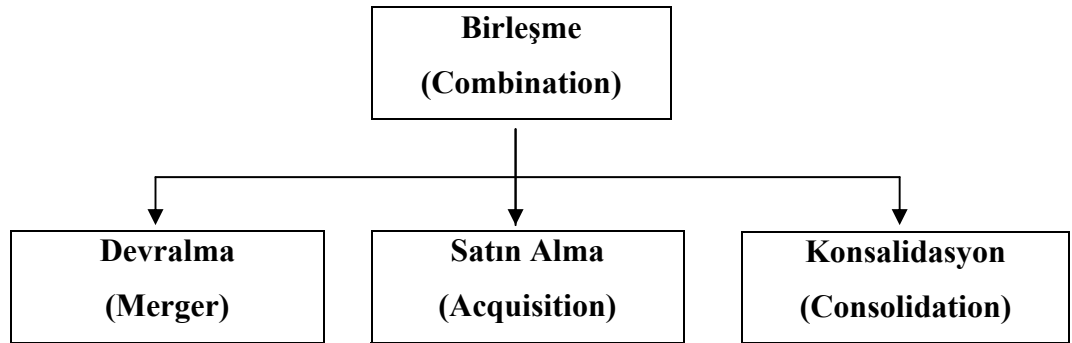 Birleşme
(Combination)
Devralma
(Merger)
Satın Alma
(Acquisition)
Konsalidasyon
(Consolidation)